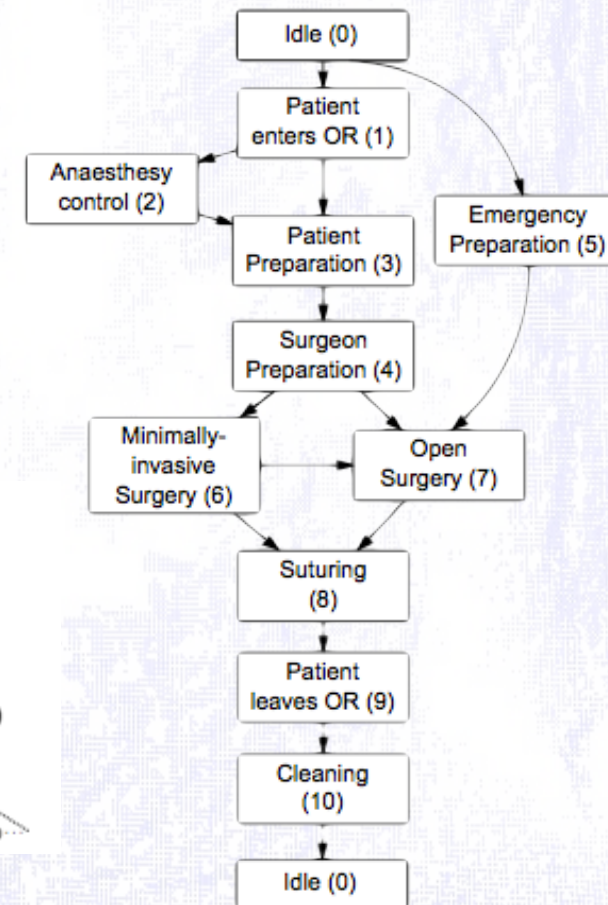 Idle (0)
Patient
enters OR (1)
Anaesthesy
control (2)
Emergency
Preparation (5)
Patient
Preparation (3)
Surgeon
Preparation (4)
Minimally-
invasive
Surgery (6)
Open
Surgery (7)
Suturing
(8)
Patient
leaves OR (9)
Cleaning
(10)
Idle (0)